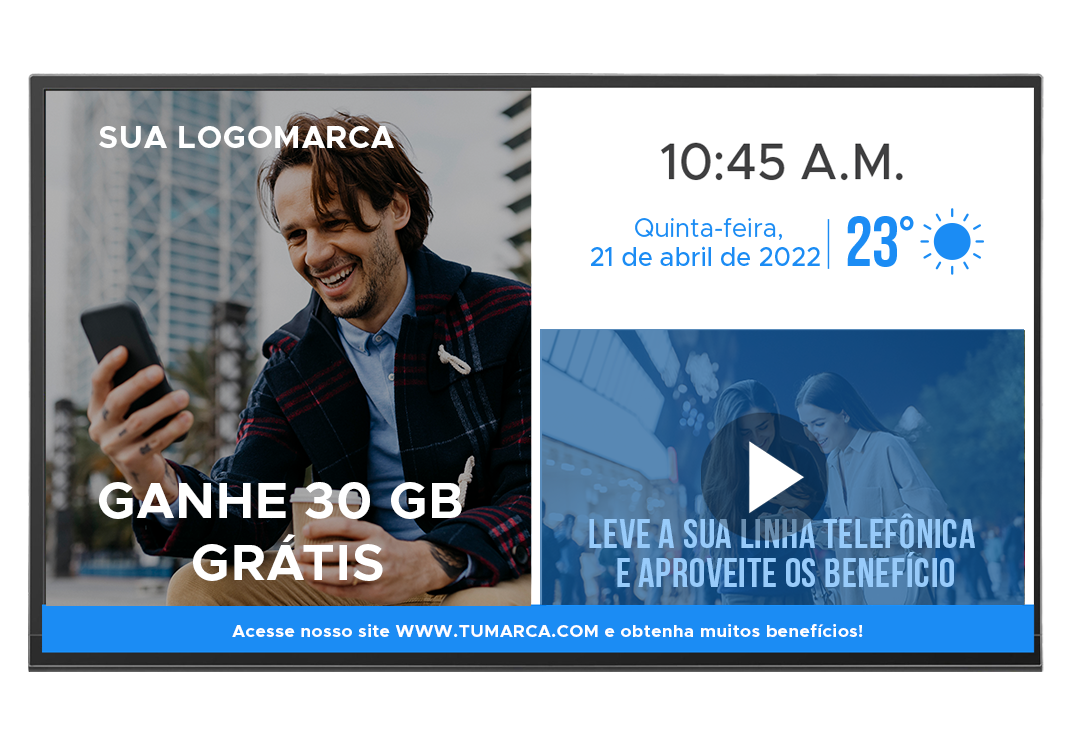 SUA LOGOMARCA
GANHE 30 GB
GRÁTIS
10:45 A.M.
Quinta-feira,
21 de abril de 2022
23°
LEVE A SUA LINHA TELEFÔNICA
E APROVEITE OS BENEFÍCIO
Acesse nosso site WWW.TUMARCA.COM e obtenha muitos benefícios!